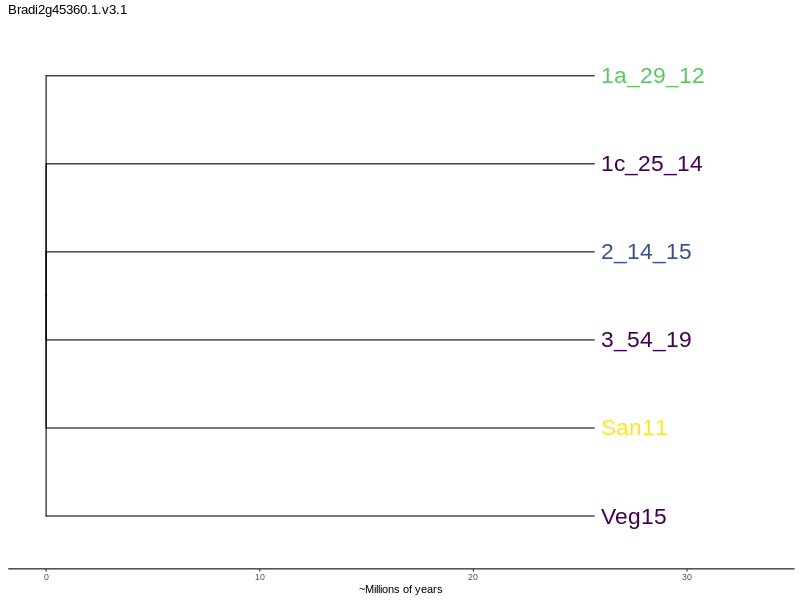 Bradi2g45360.1.v3.1
1a_29_12
1c_25_14
2_14_15
3_54_19
San11
Veg15
0 10 20 30
~Millions of years